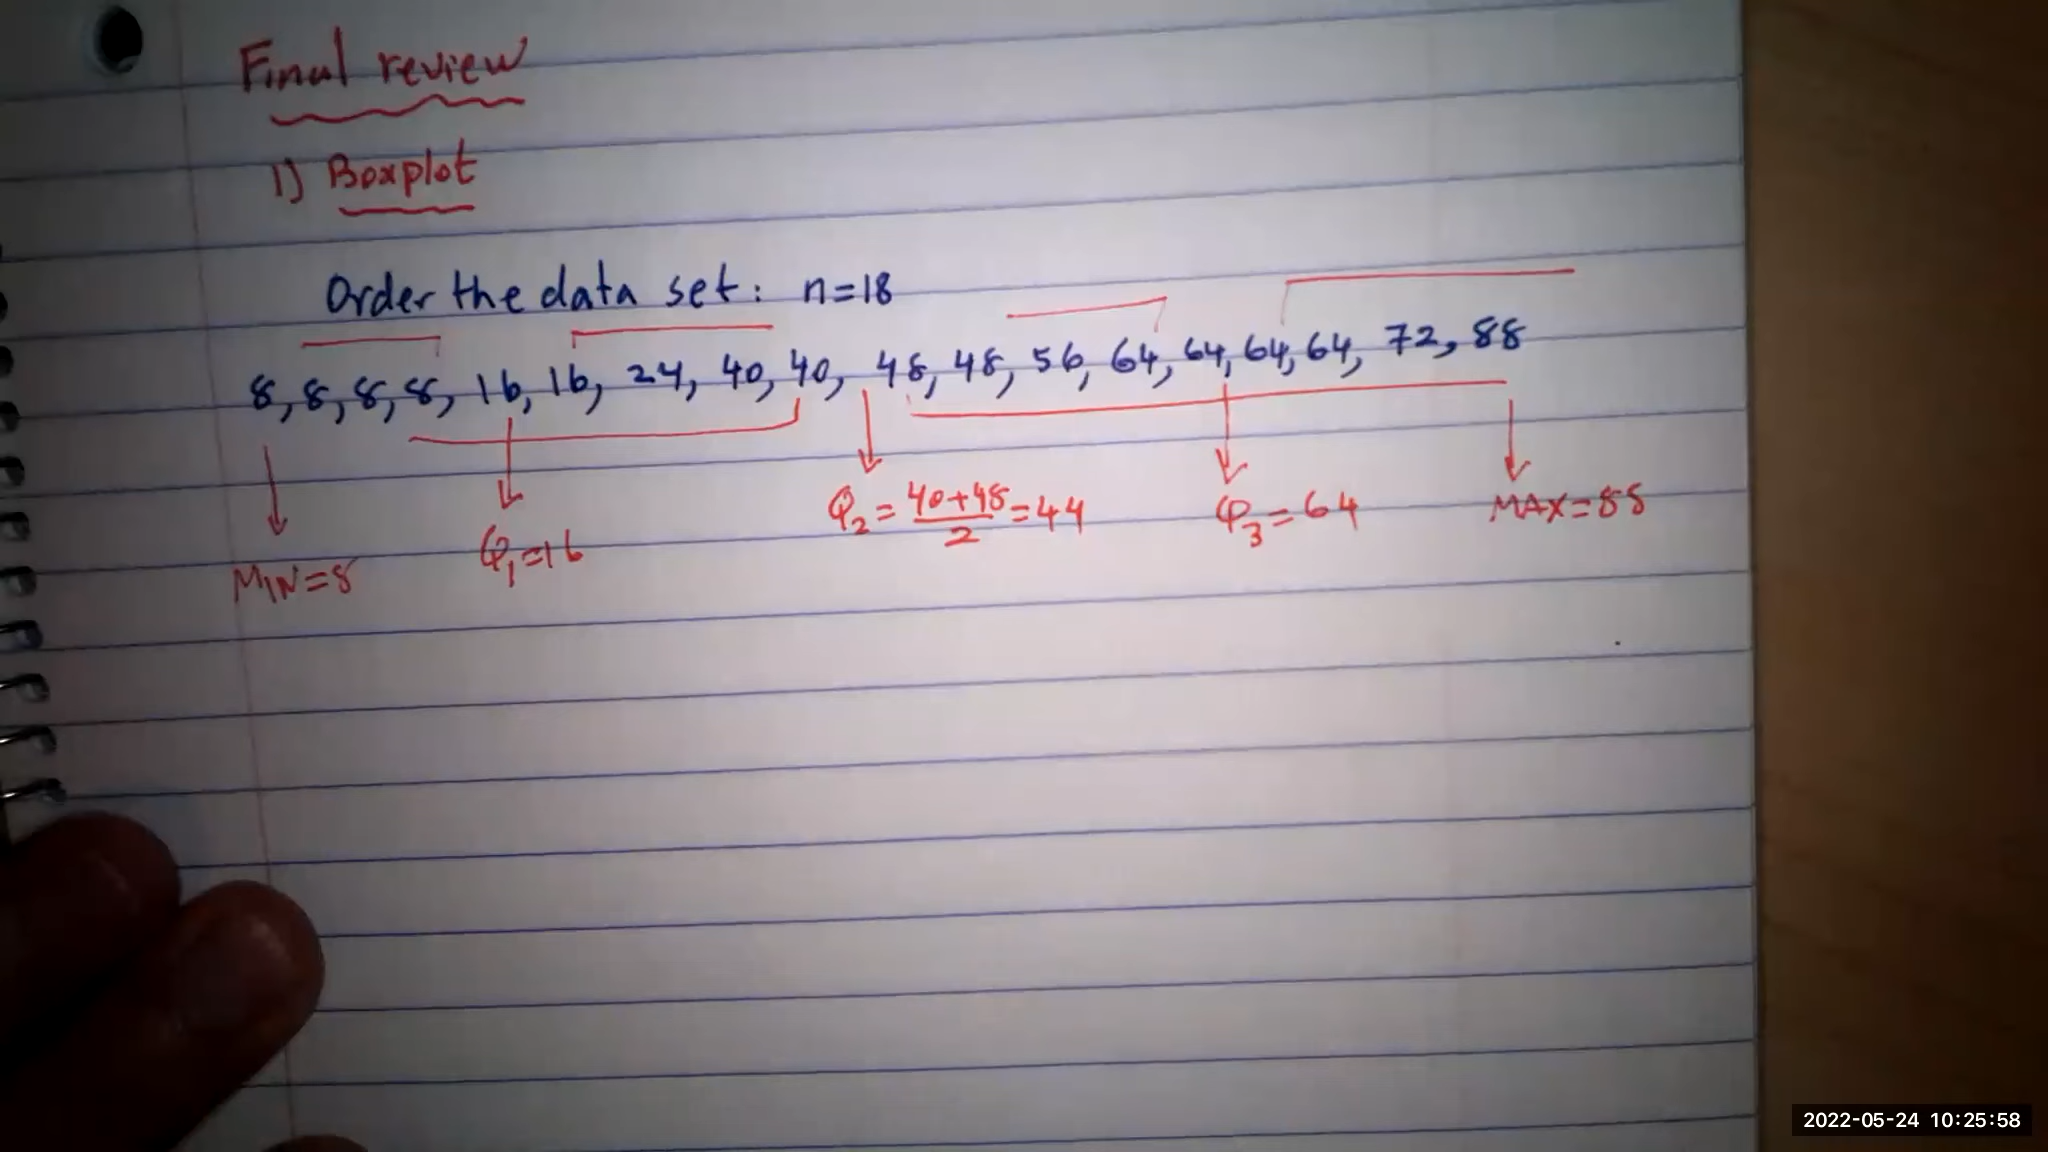 Final review
1) Boxplot
Order the data set: n=18
8, 8, 8, 8, 16, 16, 24, 40, 40, 48, 48, 56, 64, 64, 64, 64, 72, 88
MIN=8 Q₁=16 Q₂=(40+48)/2=44 Q₃=64 MAX=88
2022-05-24 10:25:58